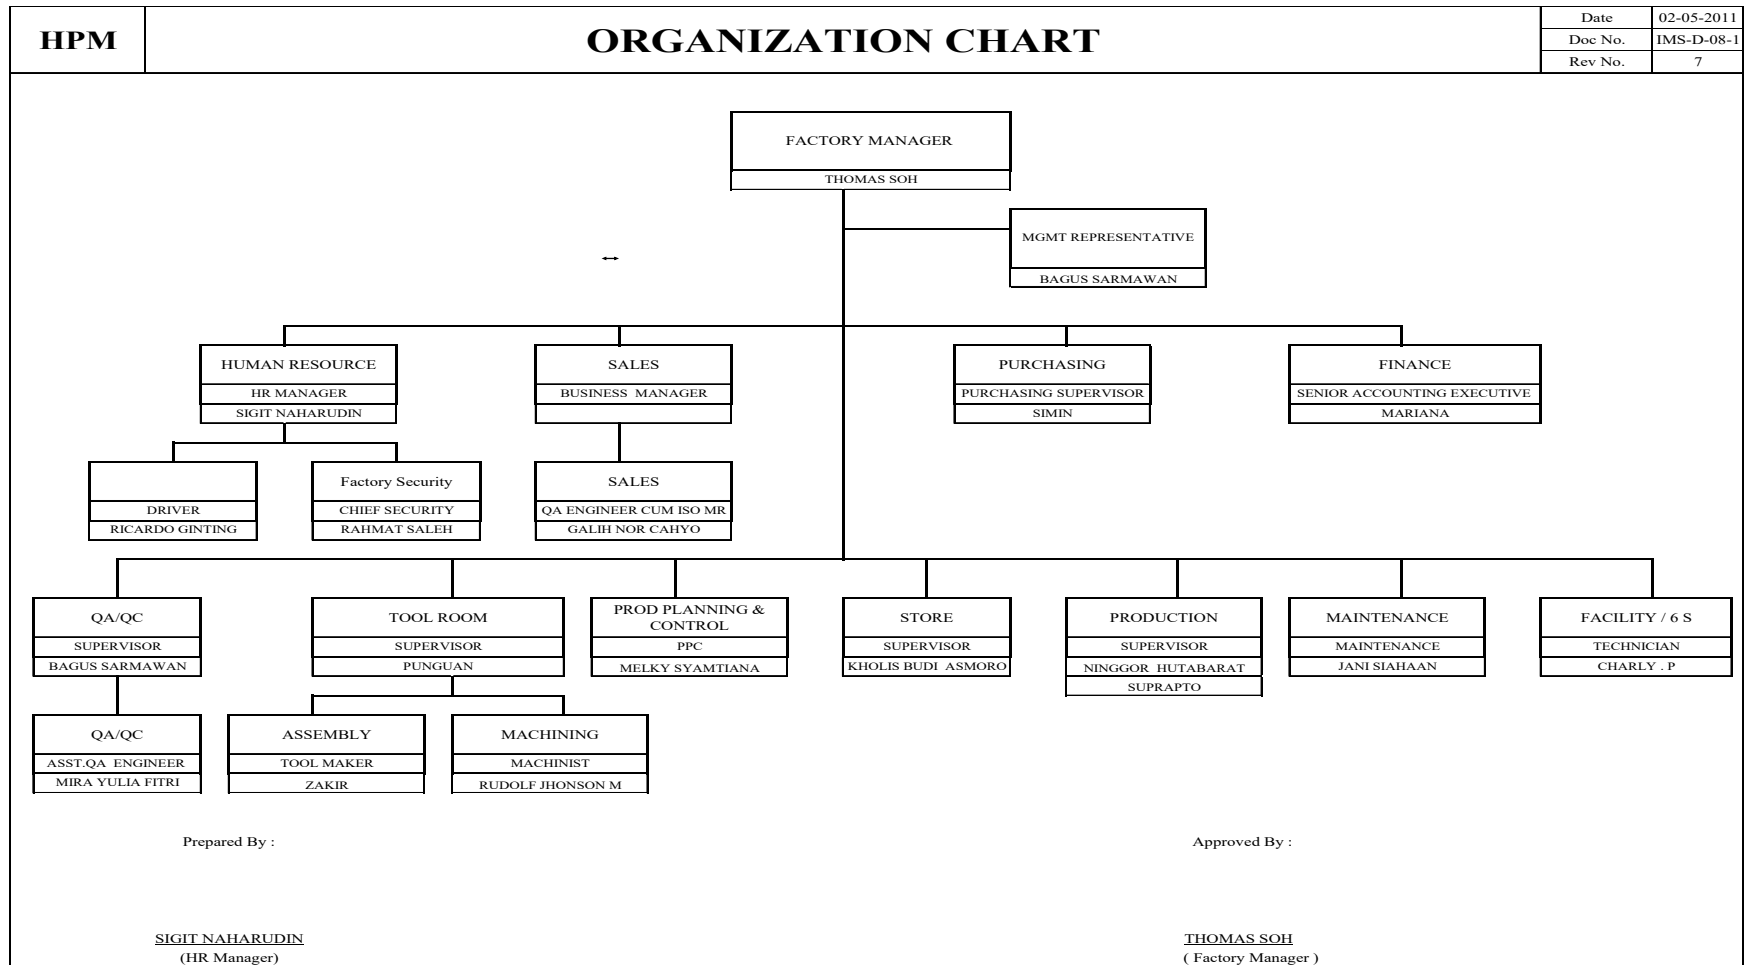 HPM
ORGANIZATION CHART
Date 02-05-2011
Doc No. IMS-D-08-1
Rev No. 7
FACTORY MANAGER
THOMAS SOH
MGMT REPRESENTATIVE
BAGUS SARMAWAN
HUMAN RESOURCE
HR MANAGER
SIGIT NAHARUDIN
SALES
BUSINESS MANAGER
PURCHASING
PURCHASING SUPERVISOR
SIMIN
FINANCE
SENIOR ACCOUNTING EXECUTIVE
MARIANA
DRIVER
RICARDO GINTING
Factory Security
CHIEF SECURITY
RAHMAT SALEH
SALES
QA ENGINEER CUM ISO MR
GALIH NOR CAHYO
QA/QC
SUPERVISOR
BAGUS SARMAWAN
TOOL ROOM
SUPERVISOR
PUNGUAN
PROD PLANNING &
CONTROL
PPC
MELKY SYAMTIANA
STORE
SUPERVISOR
KHOLIS BUDI ASMORO
PRODUCTION
SUPERVISOR
NINGGOR HUTABARAT
SUPRAPTO
MAINTENANCE
MAINTENANCE
JANI SIAHAAN
FACILITY / 6 S
TECHNICIAN
CHARLY . P
QA/QC
ASST.QA ENGINEER
MIRA YULIA FITRI
ASSEMBLY
TOOL MAKER
ZAKIR
MACHINING
MACHINIST
RUDOLF JHONSON M
Prepared By :
Approved By :
SIGIT NAHARUDIN
(HR Manager)
THOMAS SOH
( Factory Manager )